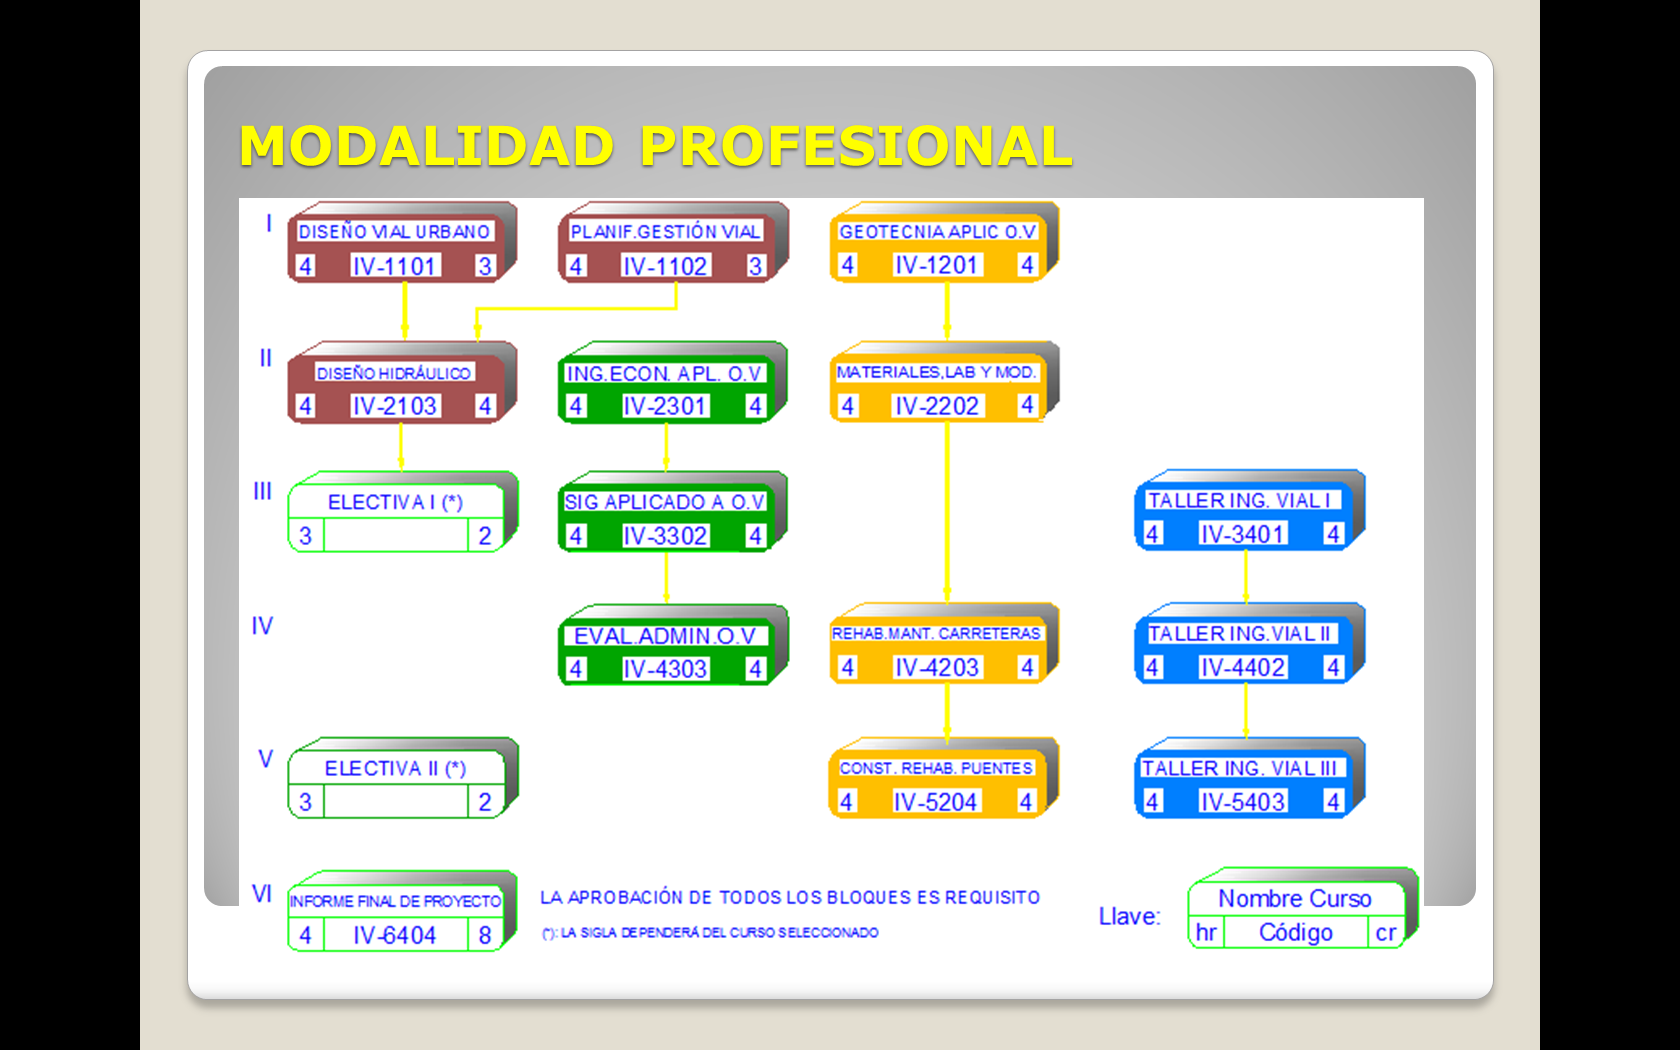 MODALIDAD PROFESIONAL
I
DISEÑO VIAL URBANO
4 IV-1101 3
PLANIF.GESTIÓN VIAL
4 IV-1102 3
GEOTECNIA APLIC O.V
4 IV-1201 4
II
DISEÑO HIDRÁULICO
4 IV-2103 4
ING.ECON. APL. O.V
4 IV-2301 4
MATERIALES,LAB Y MOD.
4 IV-2202 4
III
ELECTIVA I (*)
3 2
SIG APLICADO A O.V
4 IV-3302 4
TALLER ING. VIAL I
4 IV-3401 4
IV
EVAL.ADMIN.O.V
4 IV-4303 4
REHAB.MANT. CARRETERAS
4 IV-4203 4
TALLER ING.VIAL II
4 IV-4402 4
V
ELECTIVA II (*)
3 2
CONST. REHAB. PUENTES
4 IV-5204 4
TALLER ING. VIAL III
4 IV-5403 4
VI
INFORME FINAL DE PROYECTO
4 IV-6404 8
LA APROBACIÓN DE TODOS LOS BLOQUES ES REQUISITO
(*): LA SIGLA DEPENDERÁ DEL CURSO SELECCIONADO
Llave:
Nombre Curso
hr Código cr